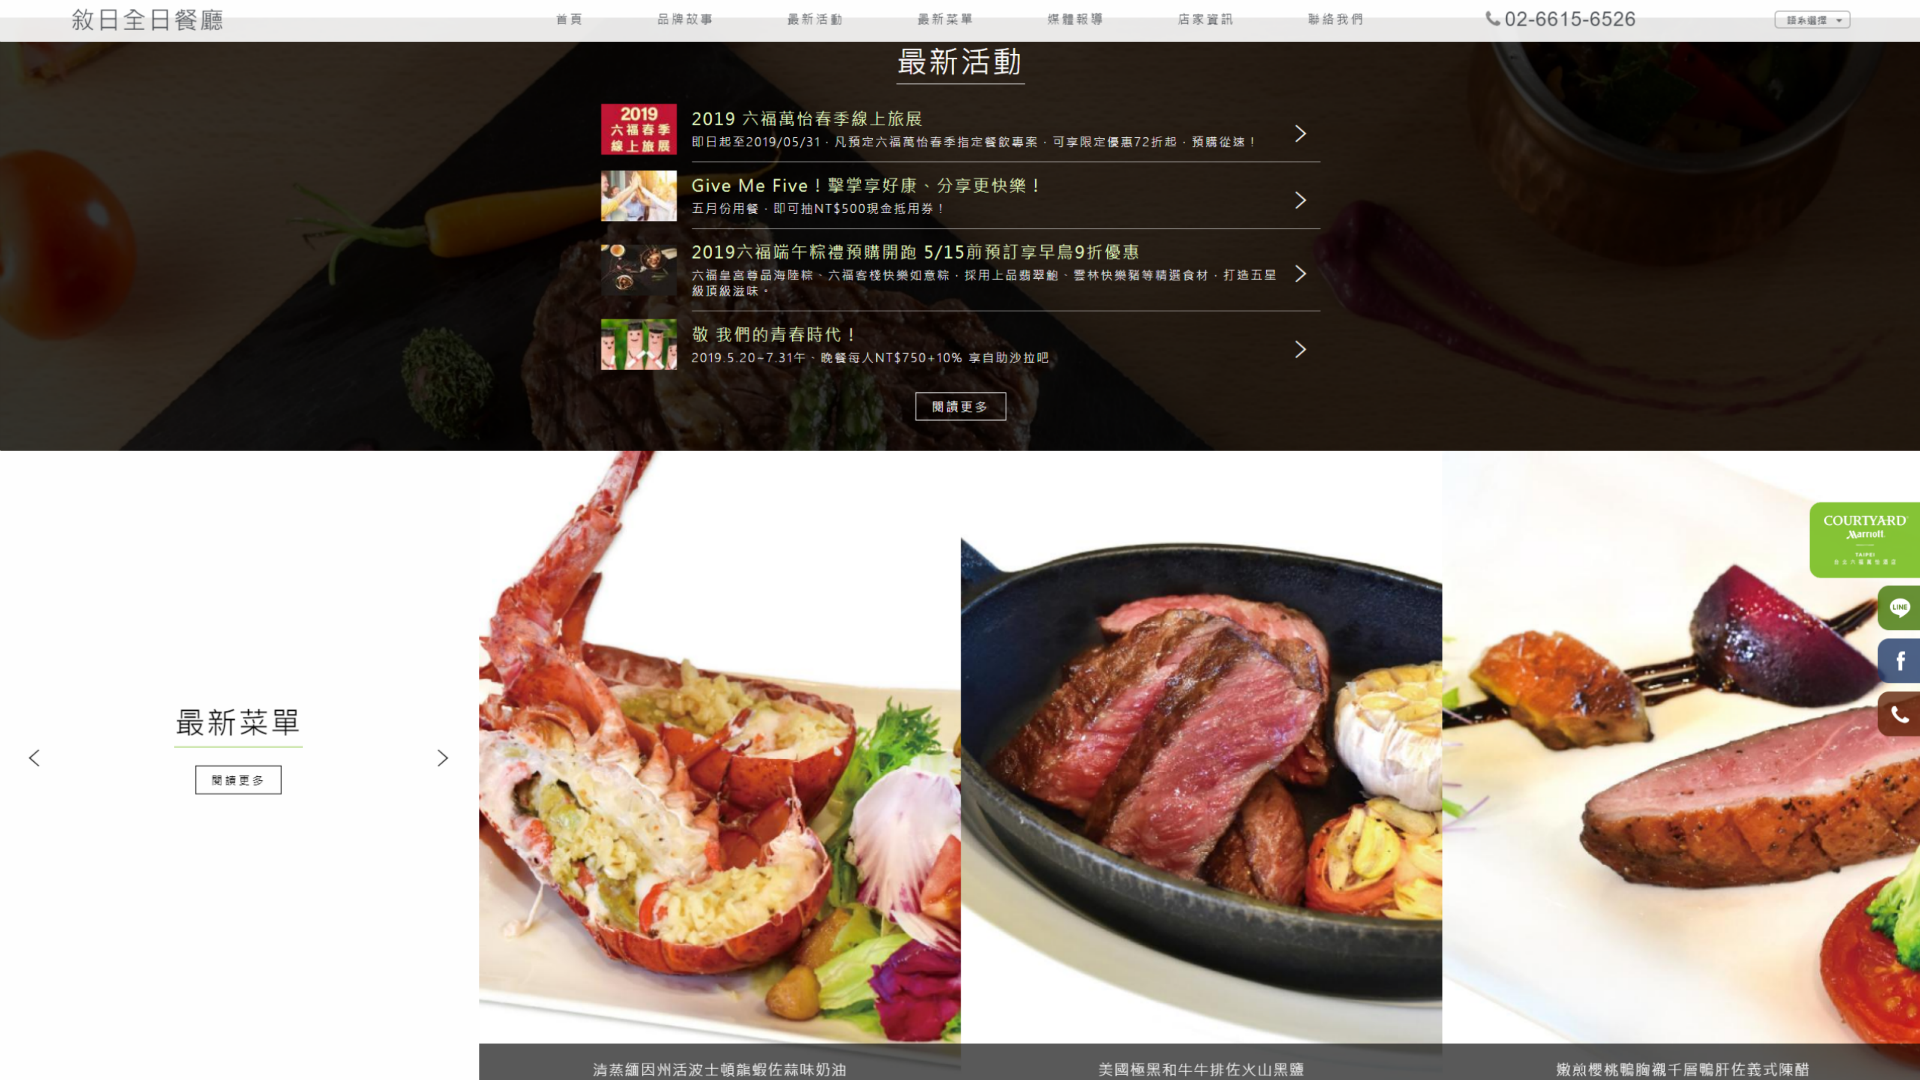 敘日全日餐廳
首頁 品牌故事 最新活動 最新菜單 媒體報導 店家資訊 聯絡我們
02-6615-6526
語系選擇
最新活動
2019
六福春季
線上旅展
2019 六福萬怡春季線上旅展
即日起至2019/05/31，凡預定六福萬怡春季指定餐飲專案，可享限定優惠72折起，預購從速！
Give Me Five！擊掌享好康、分享更快樂！
五月份用餐，即可抽NT$500現金抵用券！
2019六福端午粽禮預購開跑 5/15前預訂享早鳥9折優惠
六福皇宮尊品海陸粽、六福客棧快樂如意粽，採用上品翡翠鮑、雲林快樂豬等精選食材，打造五星
級頂級滋味。
敬 我們的青春時代！
2019.5.20~7.31午、晚餐每人NT$750+10% 享自助沙拉吧
閱讀更多
最新菜單
閱讀更多
COURTYARD
Marriott
TAIPEI
LINE
清蒸緬因州活波士頓龍蝦佐蒜味奶油
美國極黑和牛牛排佐火山黑鹽
嫩煎櫻桃鴨胸襯千層鴨肝佐義式陳醋